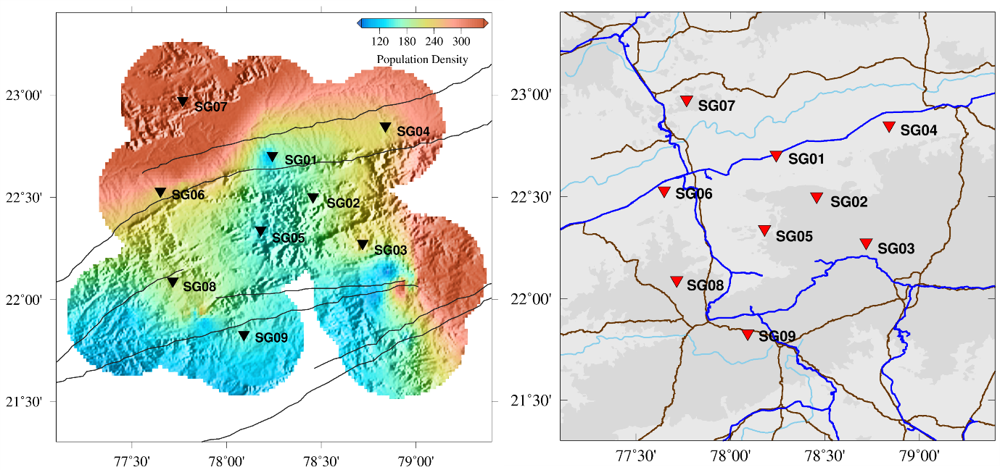 120 180 240 300
Population Density
23°00'
22°30'
22°00'
21°30'
77°30' 78°00' 78°30' 79°00'
SG07
SG04
SG01
SG06
SG02
SG05
SG03
SG08
SG09
23°00'
22°30'
22°00'
21°30'
77°30' 78°00' 78°30' 79°00'
SG07
SG04
SG01
SG06
SG02
SG05
SG03
SG08
SG09